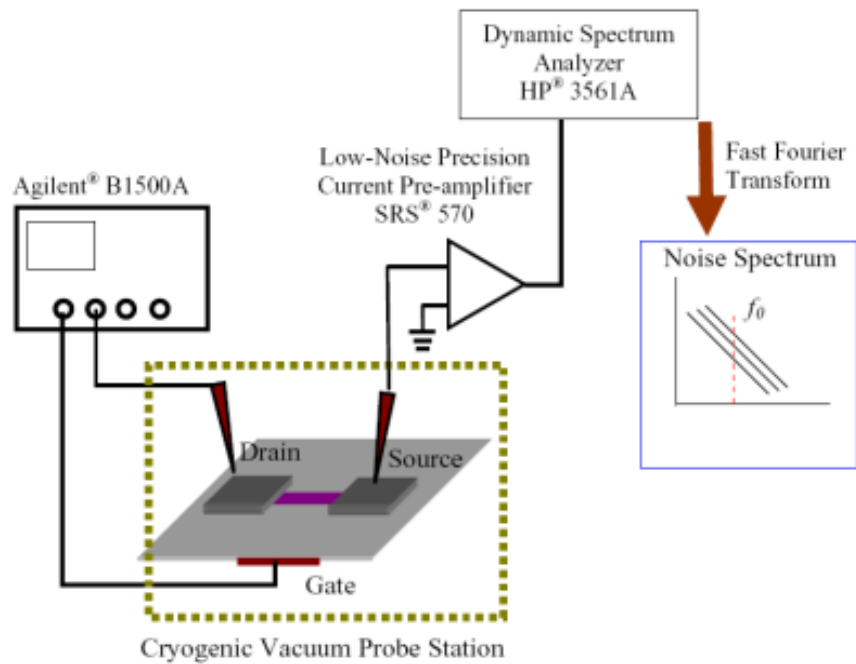 Dynamic Spectrum
Analyzer
HP® 3561A
Low-Noise Precision
Current Pre-amplifier
SRS® 570
Fast Fourier
Transform
Agilent® B1500A
Noise Spectrum
f0
Drain
Source
Gate
Cryogenic Vacuum Probe Station